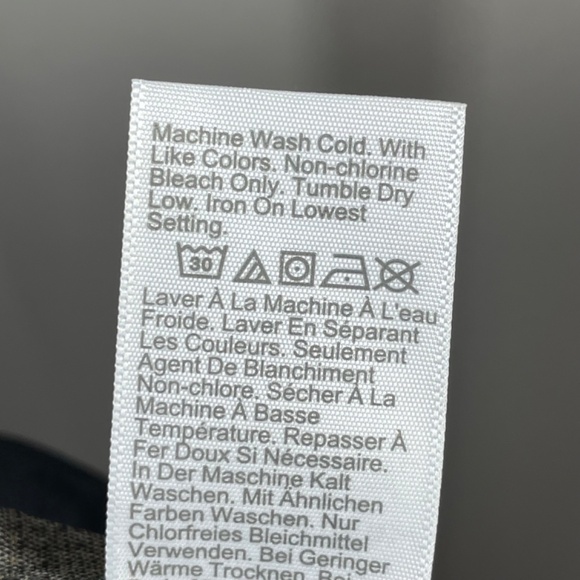 Machine Wash Cold. With
Like Colors. Non-chlorine
Bleach Only. Tumble Dry
Low. Iron On Lowest
Setting.
30
Laver À La Machine À L'eau
Froide. Laver En Séparant
Les Couleurs. Seulement
Agent De Blanchiment
Non-chlore. Sécher À La
Machine À Basse
Température. Repasser À
Fer Doux Si Nécessaire.
In Der Maschine Kalt
Waschen. Mit Ähnlichen
Farben Waschen. Nur
Chlorfreies Bleichmittel
Verwenden. Bei Geringer
Wärme Trocknen. Bei